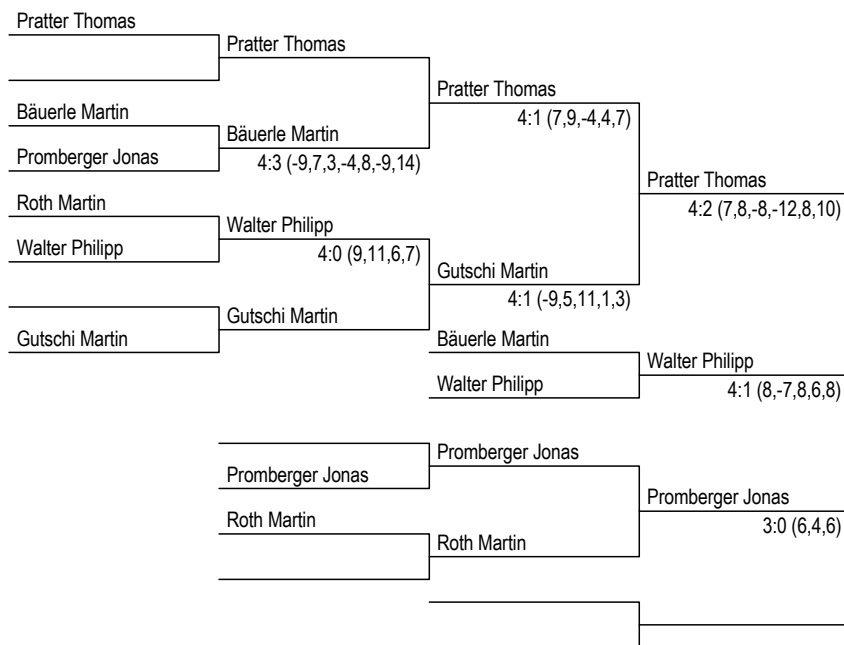 Pratter Thomas
Pratter Thomas
Pratter Thomas
Bäuerle Martin
4:1 (7,9,-4,4,7)
Bäuerle Martin
Promberger Jonas
4:3 (-9,7,3,-4,8,-9,14)
Pratter Thomas
Roth Martin
4:2 (7,8,-8,-12,8,10)
Walter Philipp
Walter Philipp
4:0 (9,11,6,7)
Gutschi Martin
4:1 (-9,5,11,1,3)
Gutschi Martin
Gutschi Martin
Bäuerle Martin
Walter Philipp
Walter Philipp
4:1 (8,-7,8,6,8)
Promberger Jonas
Promberger Jonas
Promberger Jonas
Roth Martin
3:0 (6,4,6)
Roth Martin